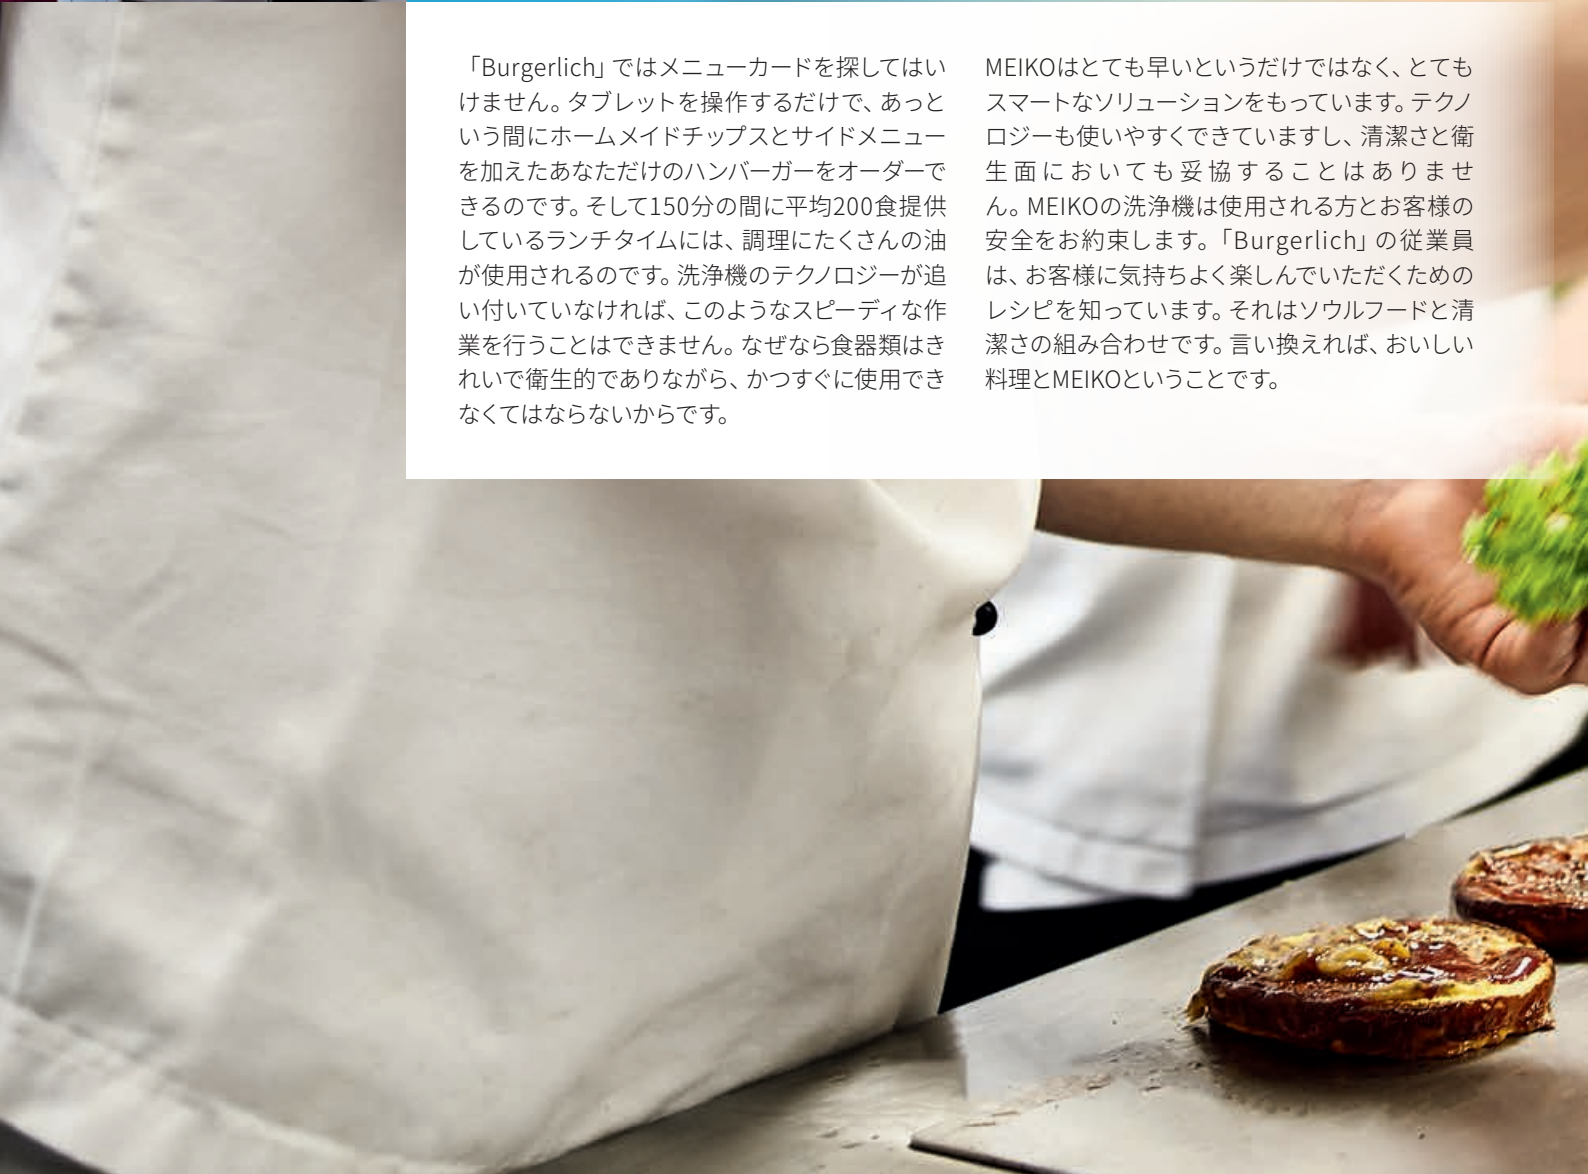 「Burgerlich」ではメニューカードを探してはい
けません。タブレットを操作するだけで、あっと
いう間にホームメイドチップスとサイドメニュー
を加えたあなただけのハンバーガーをオーダーで
きるのです。そして150分の間に平均200食提供
しているランチタイムには、調理にたくさんの油
が使用されるのです。洗浄機のテクノロジーが追
い付いていなければ、このようなスピーディな作
業を行うことはできません。なぜなら食器類はき
れいで衛生的でありながら、かつすぐに使用でき
なくてはならないからです。
MEIKOはとても早いというだけではなく、とても
スマートなソリューションをもっています。テクノ
ロジーも使いやすくできていますし、清潔さと衛
生面においても妥協することはありませ
ん。MEIKOの洗浄機は使用される方とお客様の
安全をお約束します。「Burgerlich」の従業員
は、お客様に気持ちよく楽しんでいただくための
レシピを知っています。それはソウルフードと清
潔さの組み合わせです。言い換えれば、おいしい
料理とMEIKOということです。